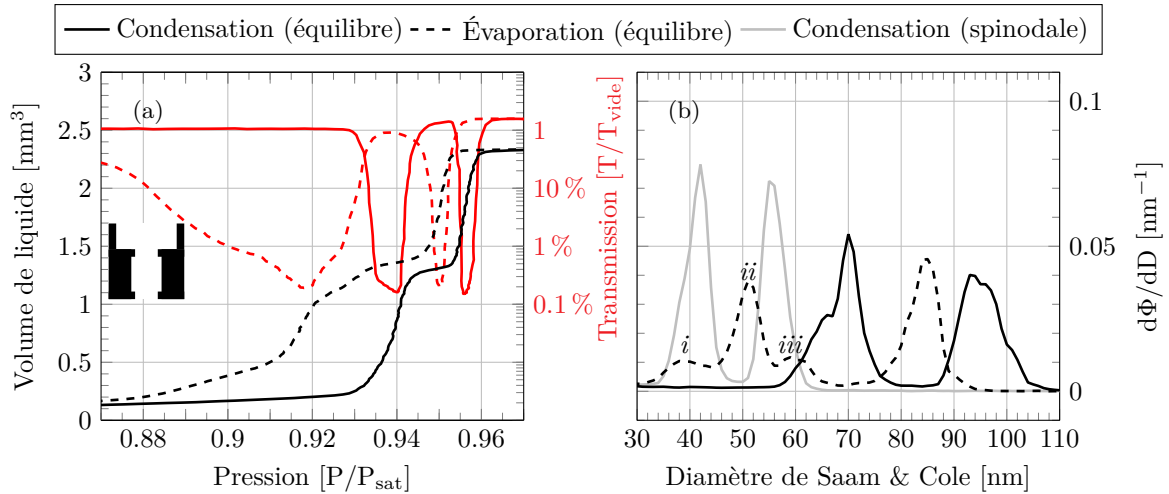 Condensation (équilibre) Évaporation (équilibre) Condensation (spinodale)
(a)
Volume de liquide [mm³]
3
2.5
2
1.5
1
0.5
0
0.88 0.9 0.92 0.94 0.96
Pression [P/P_sat]
1
10 %
1 %
0.1 %
Transmission [T/T_vide]
(b)
i
ii
iii
30 40 50 60 70 80 90 100 110
Diamètre de Saam & Cole [nm]
0.1
0.05
0
dΦ/dD [nm⁻¹]